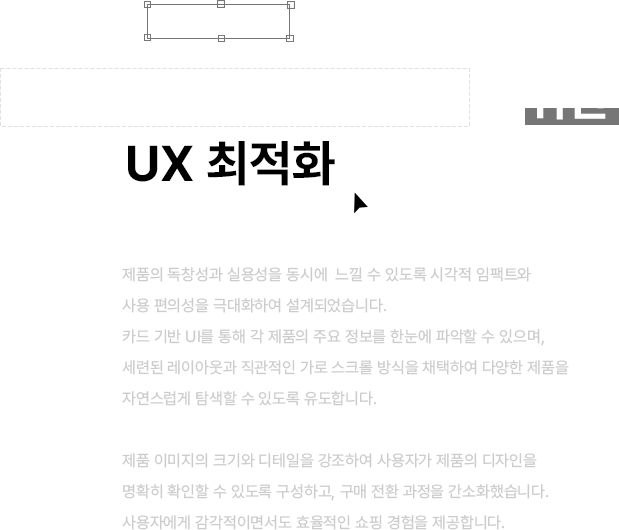 UX 최적화
제품의 독창성과 실용성을 동시에 느낄 수 있도록 시각적 임팩트와
사용 편의성을 극대화하여 설계되었습니다.
카드 기반 UI를 통해 각 제품의 주요 정보를 한눈에 파악할 수 있으며,
세련된 레이아웃과 직관적인 가로 스크롤 방식을 채택하여 다양한 제품을
자연스럽게 탐색할 수 있도록 유도합니다.
제품 이미지의 크기와 디테일을 강조하여 사용자가 제품의 디자인을
명확히 확인할 수 있도록 구성하고, 구매 전환 과정을 간소화했습니다.
사용자에게 감각적이면서도 효율적인 쇼핑 경험을 제공합니다.